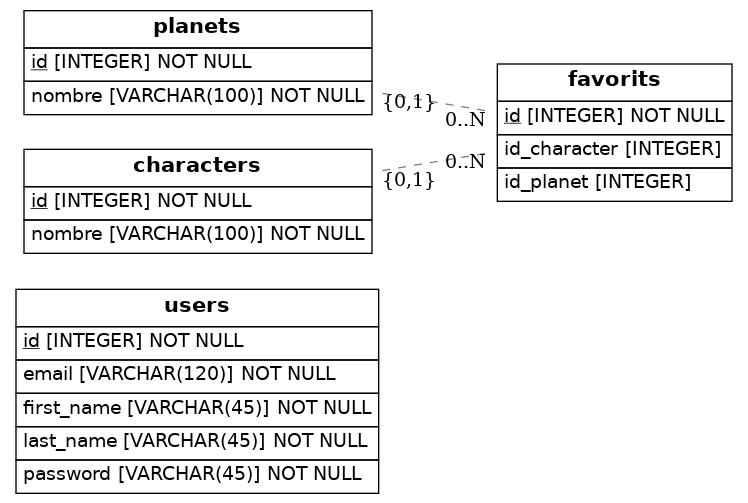 planets
id [INTEGER] NOT NULL
nombre [VARCHAR(100)] NOT NULL
{0,1}
0..N
favorits
id [INTEGER] NOT NULL
id_character [INTEGER]
id_planet [INTEGER]
characters
id [INTEGER] NOT NULL
nombre [VARCHAR(100)] NOT NULL
{0,1}
0..N
users
id [INTEGER] NOT NULL
email [VARCHAR(120)] NOT NULL
first_name [VARCHAR(45)] NOT NULL
last_name [VARCHAR(45)] NOT NULL
password [VARCHAR(45)] NOT NULL